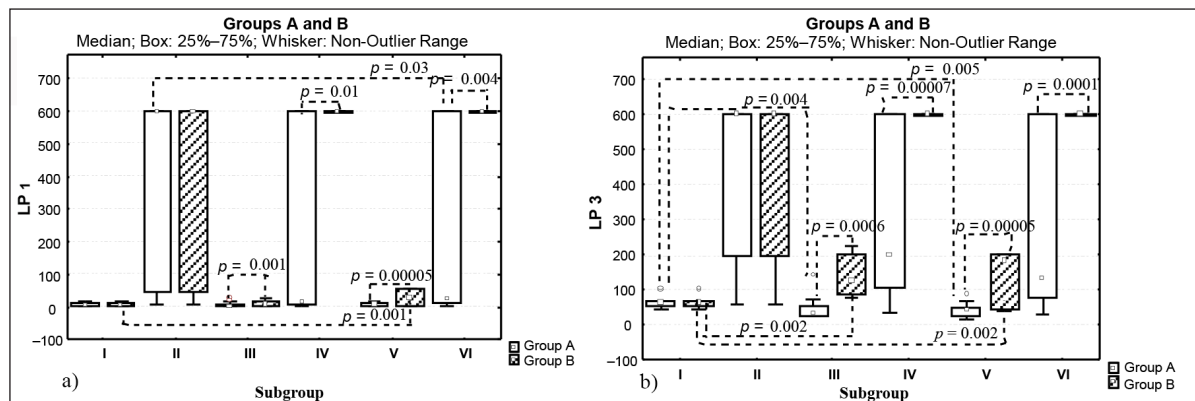 Groups A and B
Median; Box: 25%–75%; Whisker: Non-Outlier Range
LP 1
700
600
500
400
300
200
100
0
–100
p = 0.03
p = 0.004
p = 0.01
p = 0.001
p = 0.00005
p = 0.001
I II III IV V VI
Subgroup
Group A
Group B
a)
Groups A and B
Median; Box: 25%–75%; Whisker: Non-Outlier Range
LP 3
700
600
500
400
300
200
100
0
–100
p = 0.005
p = 0.004
p = 0.00007
p = 0.0001
p = 0.0006
p = 0.00005
p = 0.002
p = 0.002
I II III IV V VI
Subgroup
Group A
Group B
b)